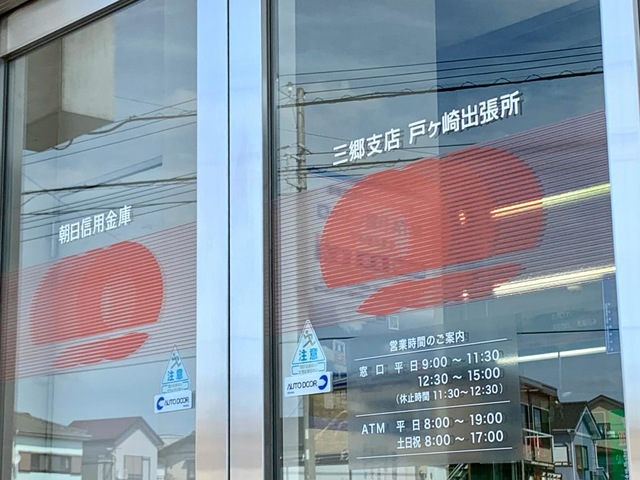 朝日信用金庫
三郷支店 戸ヶ崎出張所
営業時間のご案内
窓口 平日 9:00 ～ 11:30
12:30 ～ 15:00
(休止時間 11:30～12:30)
ATM 平日 8:00 ～ 19:00
土日祝 8:00 ～ 17:00
注意
AUTO DOOR
注意
AUTO DOOR